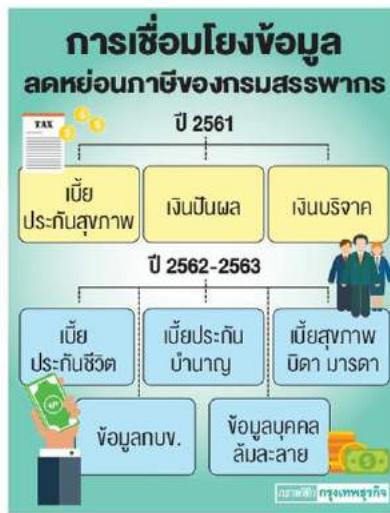 การเชื่อมโยงข้อมูล
ลดหย่อนภาษีของกรมสรรพากร
TAX
ปี 2561
เบี้ย
ประกันสุขภาพ
เงินปันผล
เงินบริจาค
ปี 2562-2563
เบี้ย
ประกันชีวิต
เบี้ยประกัน
บำนาญ
เบี้ยสุขภาพ
บิดา มารดา
ข้อมูลกบข.
ข้อมูลบุคคล
ล้มละลาย
กราฟฟิก กรุงเทพธุรกิจ